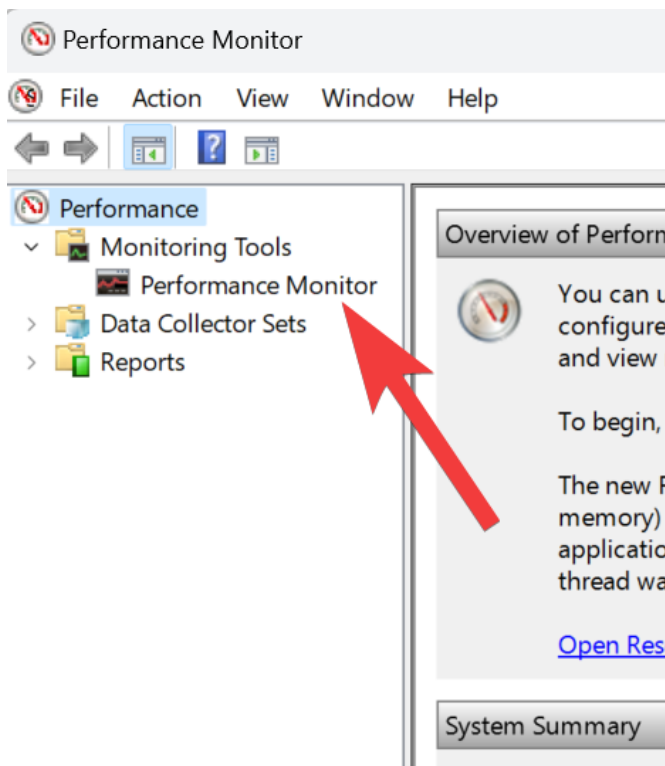 Performance Monitor
File Action View Window Help
Performance
Monitoring Tools
Performance Monitor
Data Collector Sets
Reports
Overview of Perforn
You can u
configure
and view
To begin,
The new
memory)
applicatio
thread wa
Open Res
System Summary